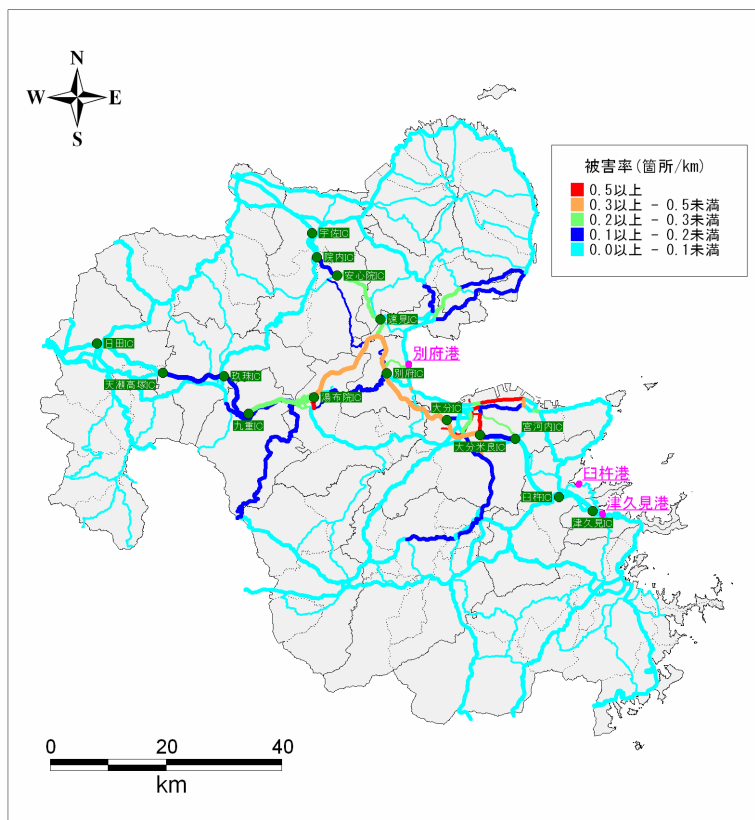 N
W E
S
被害率(箇所/km)
0.5以上
0.3以上 - 0.5未満
0.2以上 - 0.3未満
0.1以上 - 0.2未満
0.0以上 - 0.1未満
宇佐IC
院内IC
安心院IC
速見IC
日田IC
別府港
天瀬高塚IC
玖珠IC
別府IC
湯布院IC
九重IC
大分IC
宮河内IC
大分米良IC
臼杵港
臼杵IC
津久見港
津久見IC
0 20 40
km